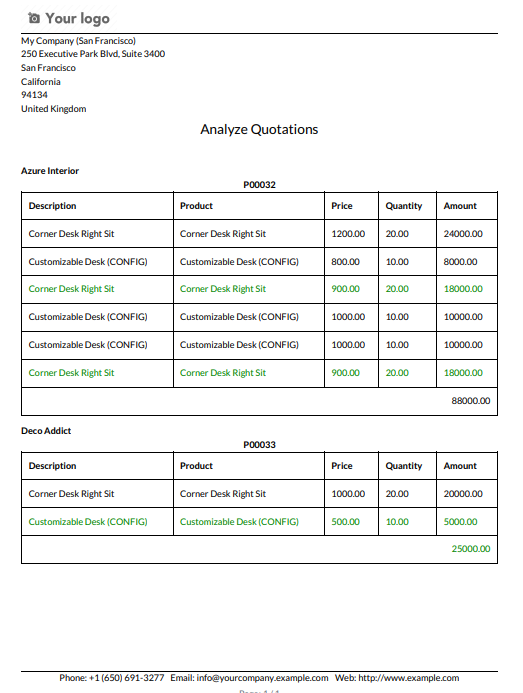 Your logo
My Company (San Francisco)
250 Executive Park Blvd, Suite 3400
San Francisco
California
94134
United Kingdom
Analyze Quotations
Azure Interior
P00032
Description Product Price Quantity Amount
Corner Desk Right Sit Corner Desk Right Sit 1200.00 20.00 24000.00
Customizable Desk (CONFIG) Customizable Desk (CONFIG) 800.00 10.00 8000.00
Corner Desk Right Sit Corner Desk Right Sit 900.00 20.00 18000.00
Customizable Desk (CONFIG) Customizable Desk (CONFIG) 1000.00 10.00 10000.00
Customizable Desk (CONFIG) Customizable Desk (CONFIG) 1000.00 10.00 10000.00
Corner Desk Right Sit Corner Desk Right Sit 900.00 20.00 18000.00
88000.00
Deco Addict
P00033
Description Product Price Quantity Amount
Corner Desk Right Sit Corner Desk Right Sit 1000.00 20.00 20000.00
Customizable Desk (CONFIG) Customizable Desk (CONFIG) 500.00 10.00 5000.00
25000.00
Phone: +1 (650) 691-3277 Email: info@yourcompany.example.com Web: http://www.example.com
Page: 1 / 1